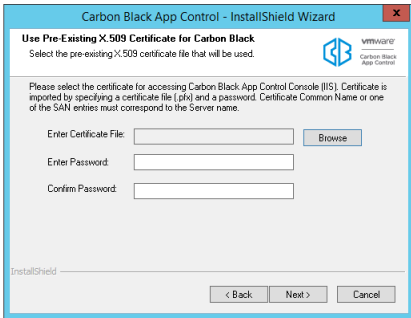 Carbon Black App Control - InstallShield Wizard
x
Use Pre-Existing X.509 Certificate for Carbon Black
Select the pre-existing X.509 certificate file that will be used.
vmware
Carbon Black
App Control
Please select the certificate for accessing Carbon Black App Control Console (IIS). Certificate is
imported by specifying a certificate file (.pfx) and a password. Certificate Common Name or one
of the SAN entries must correspond to the Server name.
Enter Certificate File:
Browse
Enter Password:
Confirm Password:
InstallShield
< Back
Next >
Cancel